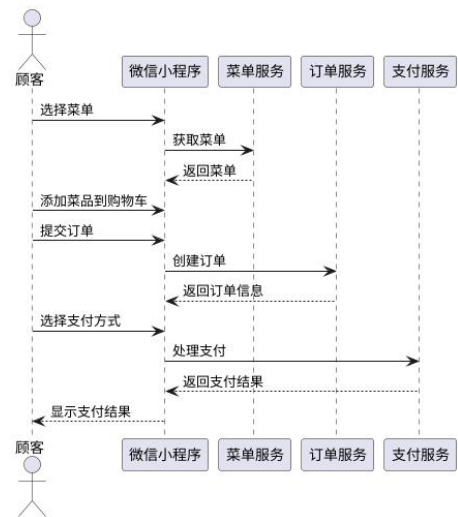 顾客
微信小程序 菜单服务 订单服务 支付服务
选择菜单
获取菜单
返回菜单
添加菜品到购物车
提交订单
创建订单
返回订单信息
选择支付方式
处理支付
返回支付结果
显示支付结果
顾客
微信小程序 菜单服务 订单服务 支付服务